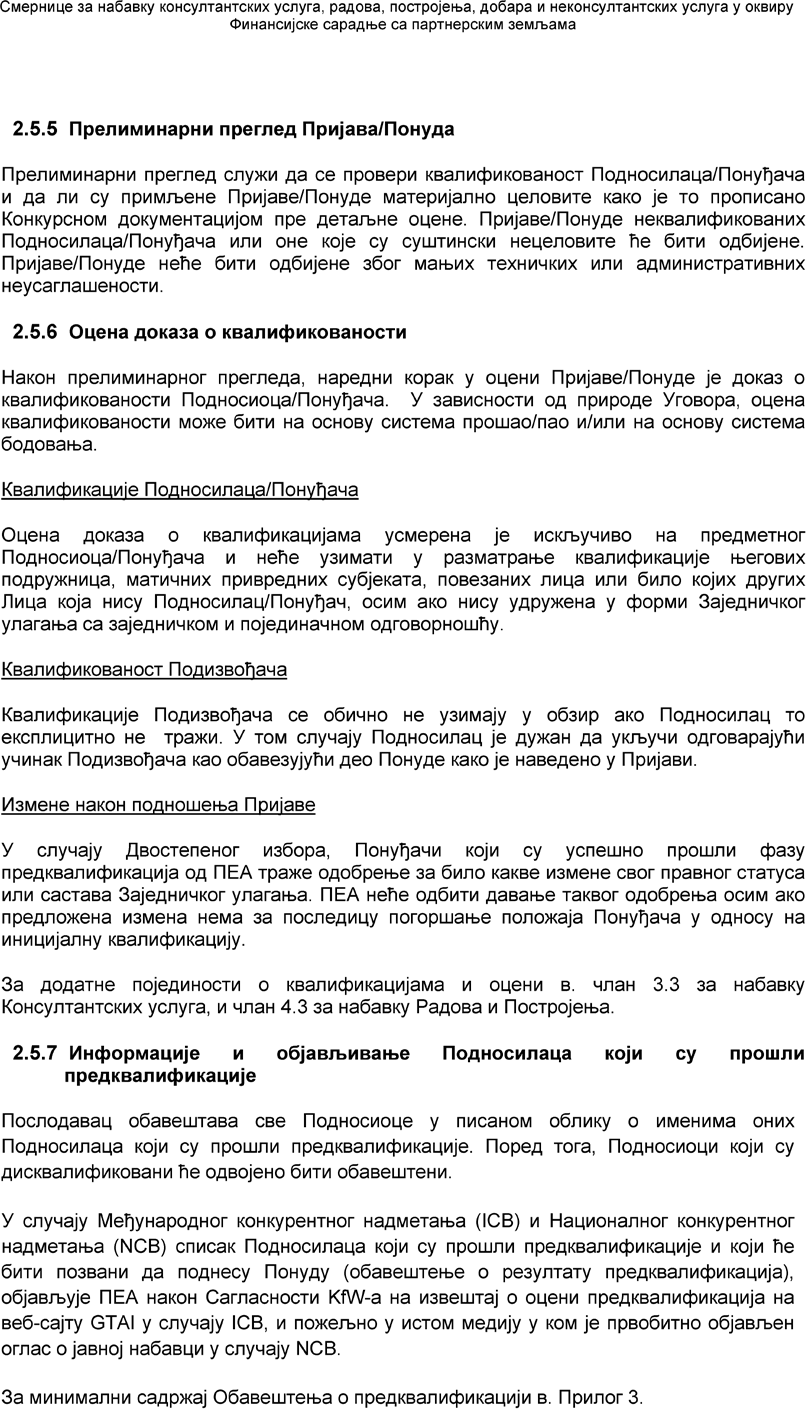 Смернице за набавку консултантских услуга, радова, постројења, добара и неконсултантских услуга у оквиру
Финансијске сарадње са партнерским земљама
2.5.5 Прелиминарни преглед Пријава/Понуда
Прелиминарни преглед служи да се провери квалификованост Подносилаца/Понуђача
и да ли су примљене Пријаве/Понуде материјално целовите како је то прописано
Конкурсном документацијом пре детаљне оцене. Пријаве/Понуде неквалификованих
Подносилаца/Понуђача или оне које су суштински нецеловите ће бити одбијене.
Пријаве/Понуде неће бити одбијене због мањих техничких или административних
неусаглашености.
2.5.6 Оцена доказа о квалификованости
Након прелиминарног прегледа, наредни корак у оцени Пријаве/Понуде је доказ о
квалификованости Подносиоца/Понуђача. У зависности од природе Уговора, оцена
квалификованости може бити на основу система прошао/пао и/или на основу система
бодовања.
Квалификације Подносилаца/Понуђача
Оцена доказа о квалификацијама усмерена је искључиво на предметног
Подносиоца/Понуђача и неће узимати у разматрање квалификације његових
подружница, матичних привредних субјеката, повезаних лица или било којих других
Лица која нису Подносилац/Понуђач, осим ако нису удружена у форми Заједничког
улагања са заједничком и појединачном одговорношћу.
Квалификованост Подизвођача
Квалификације Подизвођача се обично не узимају у обзир ако Подносилац то
експлицитно не тражи. У том случају Подносилац је дужан да укључи одговарајући
учинак Подизвођача као обавезујући део Понуде како је наведено у Пријави.
Измене након подношења Пријаве
У случају Двостепеног избора, Понуђачи који су успешно прошли фазу
предквалификација од ПЕА траже одобрење за било какве измене свог правног статуса
или састава Заједничког улагања. ПЕА неће одбити давање таквог одобрења осим ако
предложена измена нема за последицу погоршање положаја Понуђача у односу на
иницијалну квалификацију.
За додатне појединости о квалификацијама и оцени в. члан 3.3 за набавку
Консултантских услуга, и члан 4.3 за набавку Радова и Постројења.
2.5.7 Информације и објављивање Подносилаца који су прошли
предквалификације
Послодавац обавештава све Подносиоце у писаном облику о именима оних
Подносилаца који су прошли предквалификације. Поред тога, Подносиоци који су
дисквалификовани ће одвојено бити обавештени.
У случају Међународног конкурентног надметања (ICB) и Националног конкурентног
надметања (NCB) списак Подносилаца који су прошли предквалификације и који ће
бити позвани да поднесу Понуду (обавештење о резултату предквалификација),
објављује ПЕА након Сагласности KfW-а на извештај о оцени предквалификација на
веб-сајту GTAI у случају ICB, и пожељно у истом медију у ком је првобитно објављен
оглас о јавној набавци у случају NCB.
За минимални садржај Обавештења о предквалификацији в. Прилог 3.